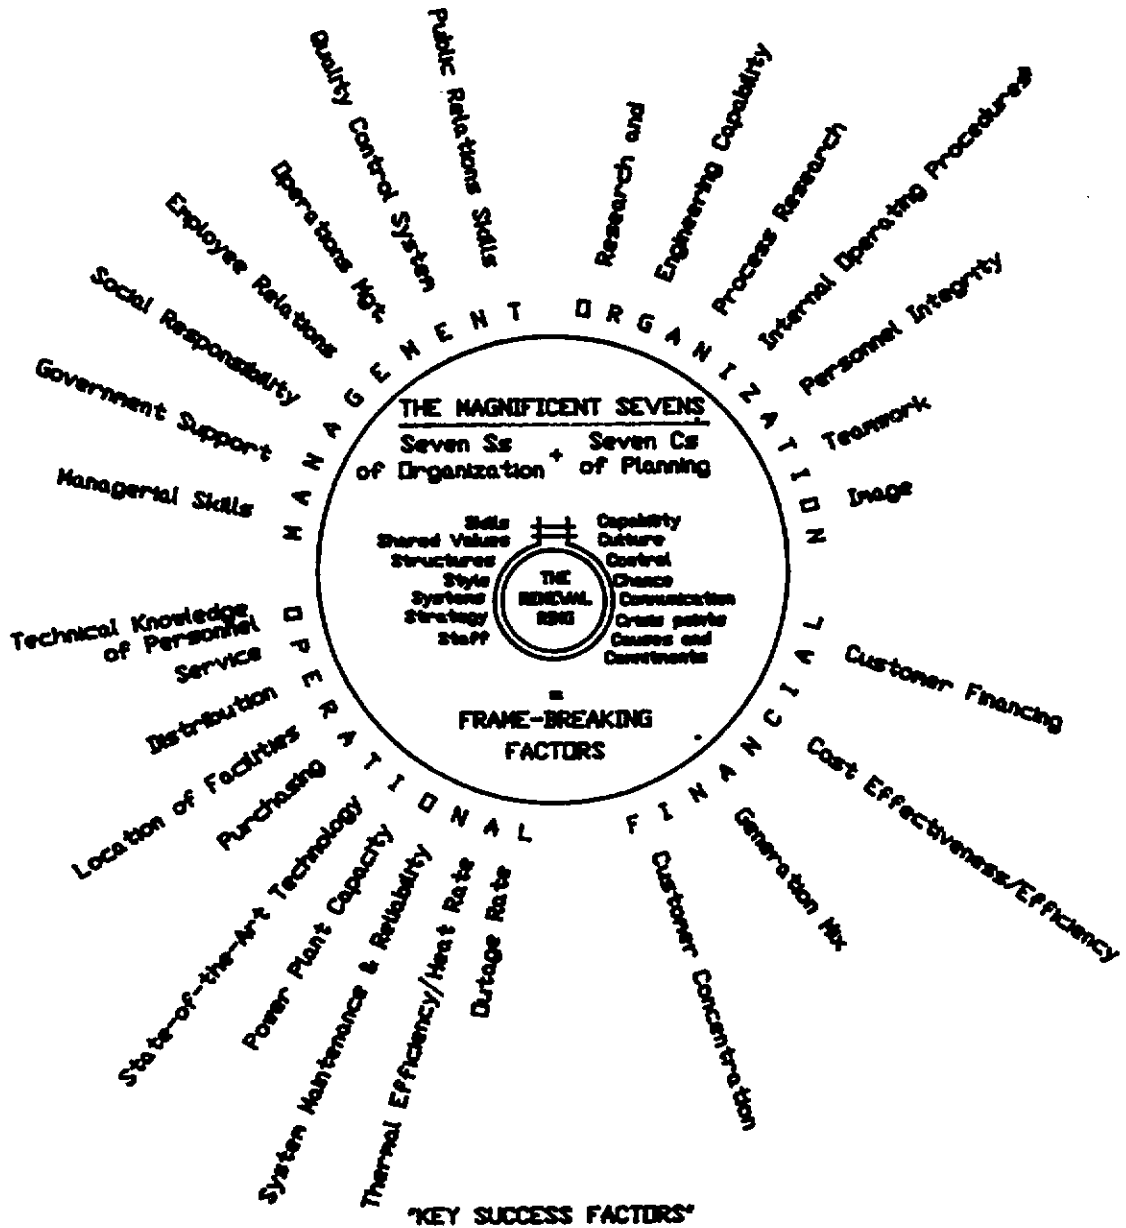 Public Relations Skills
Quality Control System
Operations Mgt.
Employee Relations
Social Responsibility
Government Support
Managerial Skills
MANAGEMENT
Research and
Engineering Capability
Process Research
Internal Operating Procedures
Personnel Integrity
Teamwork
Image
ORGANIZATION
THE MAGNIFICENT SEVENS
Seven Ss
of Organization
+
Seven Cs
of Planning
Skills
Shared Values
Structures
Style
Systems
Strategy
Staff
THE
RENEWAL
RING
Capability
Culture
Control
Chance
Communication
Crisis points
Causes and
Commitments
=
FRAME-BREAKING
FACTORS
Technical Knowledge
of Personnel
Service
Distribution
Location of Facilities
Purchasing
State-of-the-Art Technology
Power Plant Capacity
System Maintenance & Reliability
Thermal Efficiency/Heat Rate
Outage Rate
OPERATIONAL
Customer Financing
Cost Effectiveness/Efficiency
Generation Mix
Customer Concentration
FINANCIAL
"KEY SUCCESS FACTORS"